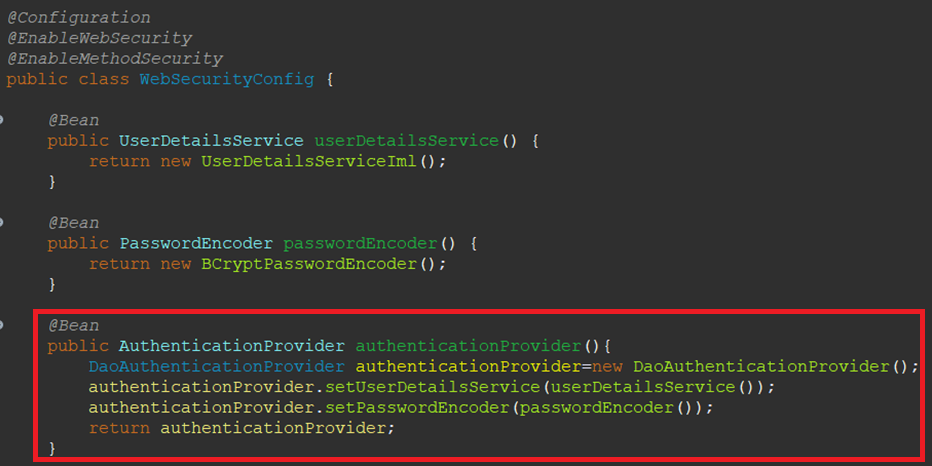 @Configuration
@EnableWebSecurity
@EnableMethodSecurity
public class WebSecurityConfig {
@Bean
public UserDetailsService userDetailsService() {
return new UserDetailsServiceIml();
}
@Bean
public PasswordEncoder passwordEncoder() {
return new BCryptPasswordEncoder();
}
@Bean
public AuthenticationProvider authenticationProvider(){
DaoAuthenticationProvider authenticationProvider=new DaoAuthenticationProvider();
authenticationProvider.setUserDetailsService(userDetailsService());
authenticationProvider.setPasswordEncoder(passwordEncoder());
return authenticationProvider;
}